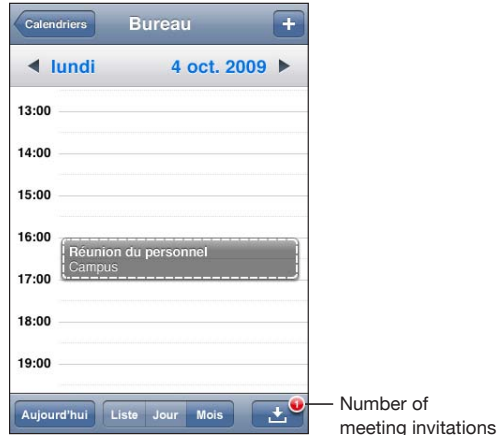 Calendriers Bureau +
lundi 4 oct. 2009
13:00
14:00
15:00
16:00
Réunion du personnel
Campus
17:00
18:00
19:00
Aujourd'hui Liste Jour Mois 1
Number of
meeting invitations